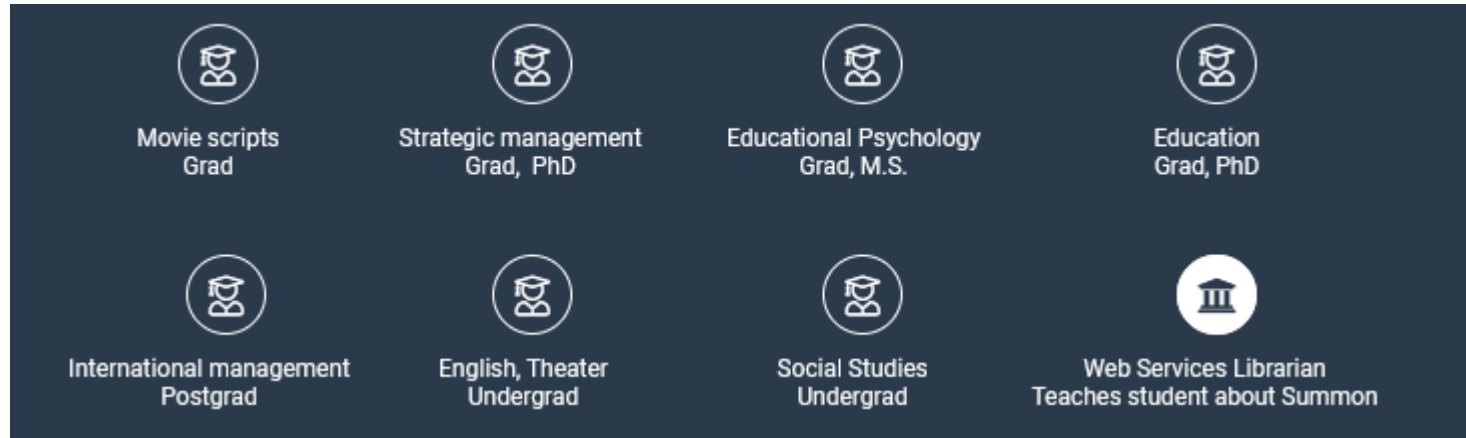 Movie scripts
Grad
Strategic management
Grad,  PhD
Educational Psychology
Grad, M.S.
Education
Grad, PhD
International management
Postgrad
English, Theater
Undergrad
Social Studies
Undergrad
Web Services Librarian
Teaches student about Summon